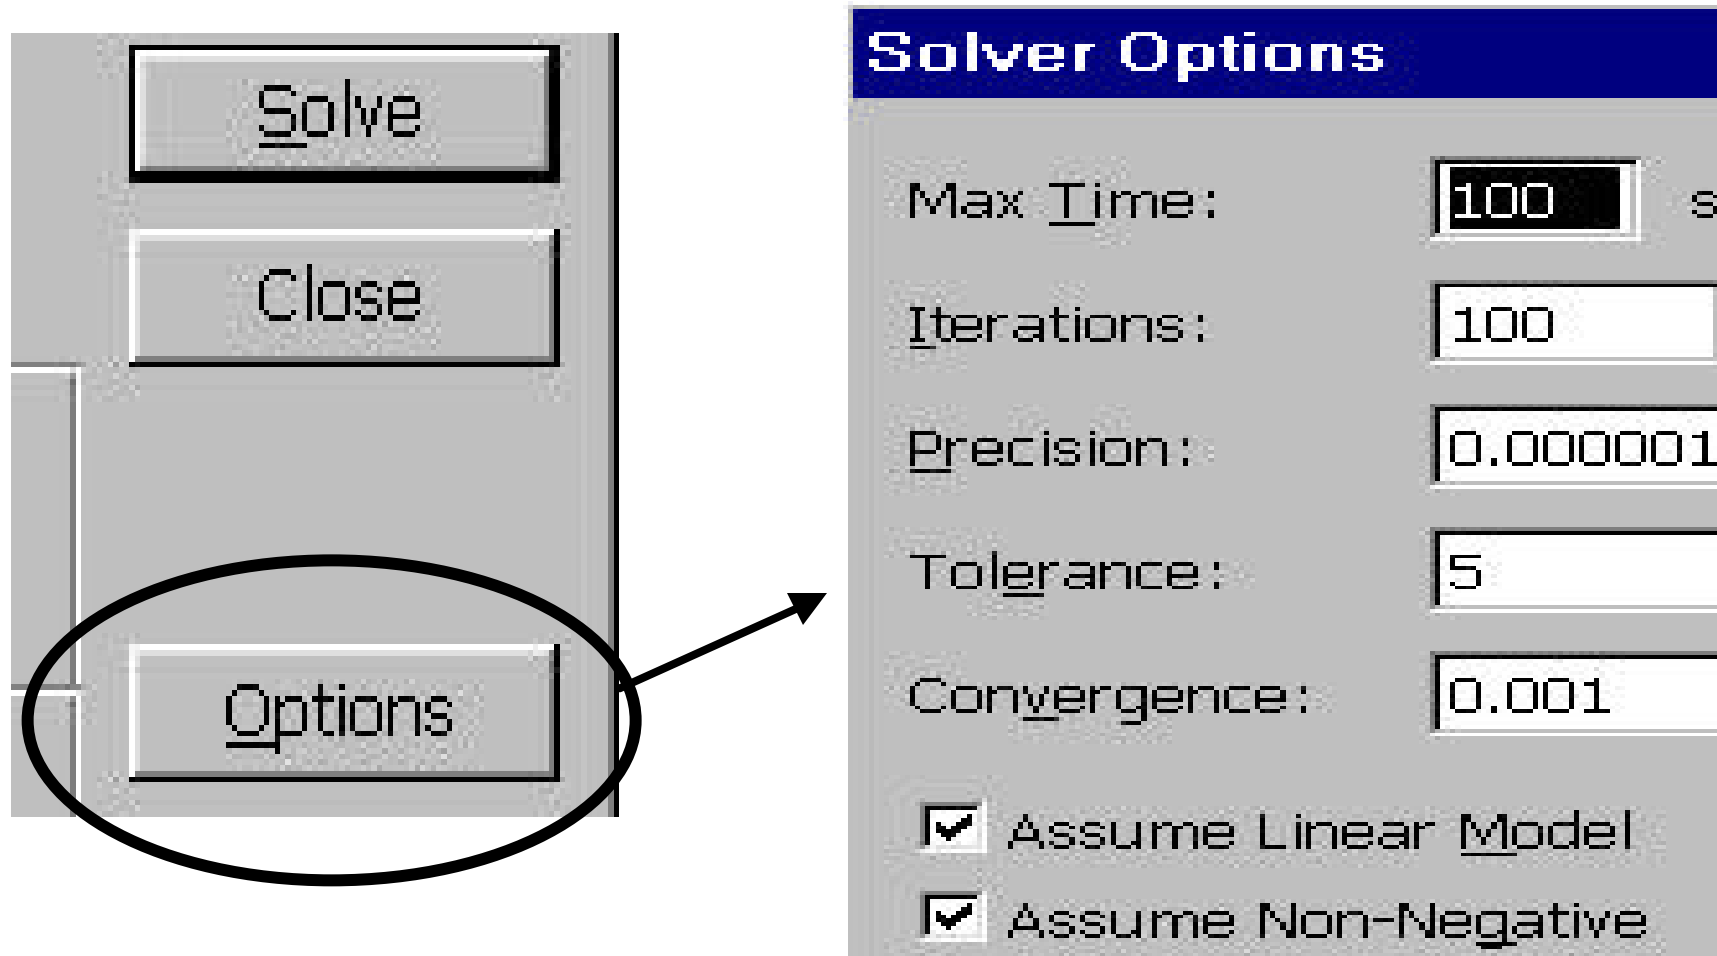 Solve
Close
Options
Solver Options
Max Time: 100 s
Iterations: 100
Precision: 0.000001
Tolerance: 5
Convergence: 0.001
Assume Linear Model
Assume Non-Negative